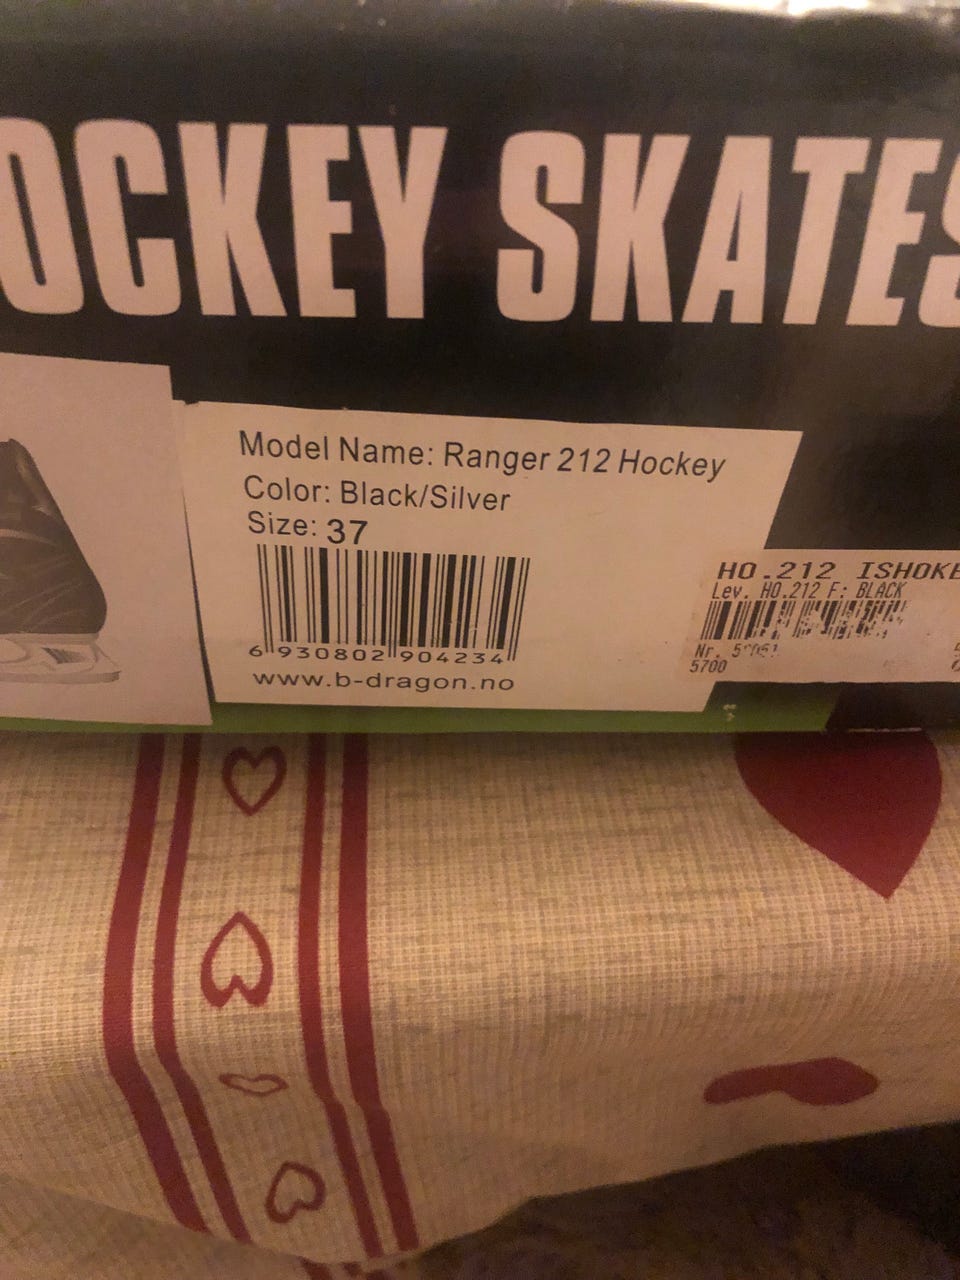 OCKEY SKATES
Model Name: Ranger 212 Hockey
Color: Black/Silver
Size: 37
6 930802 904234
www.b-dragon.no
HO.212 ISHOKE
Lev. HO.212 F: BLACK
Nr.
5700